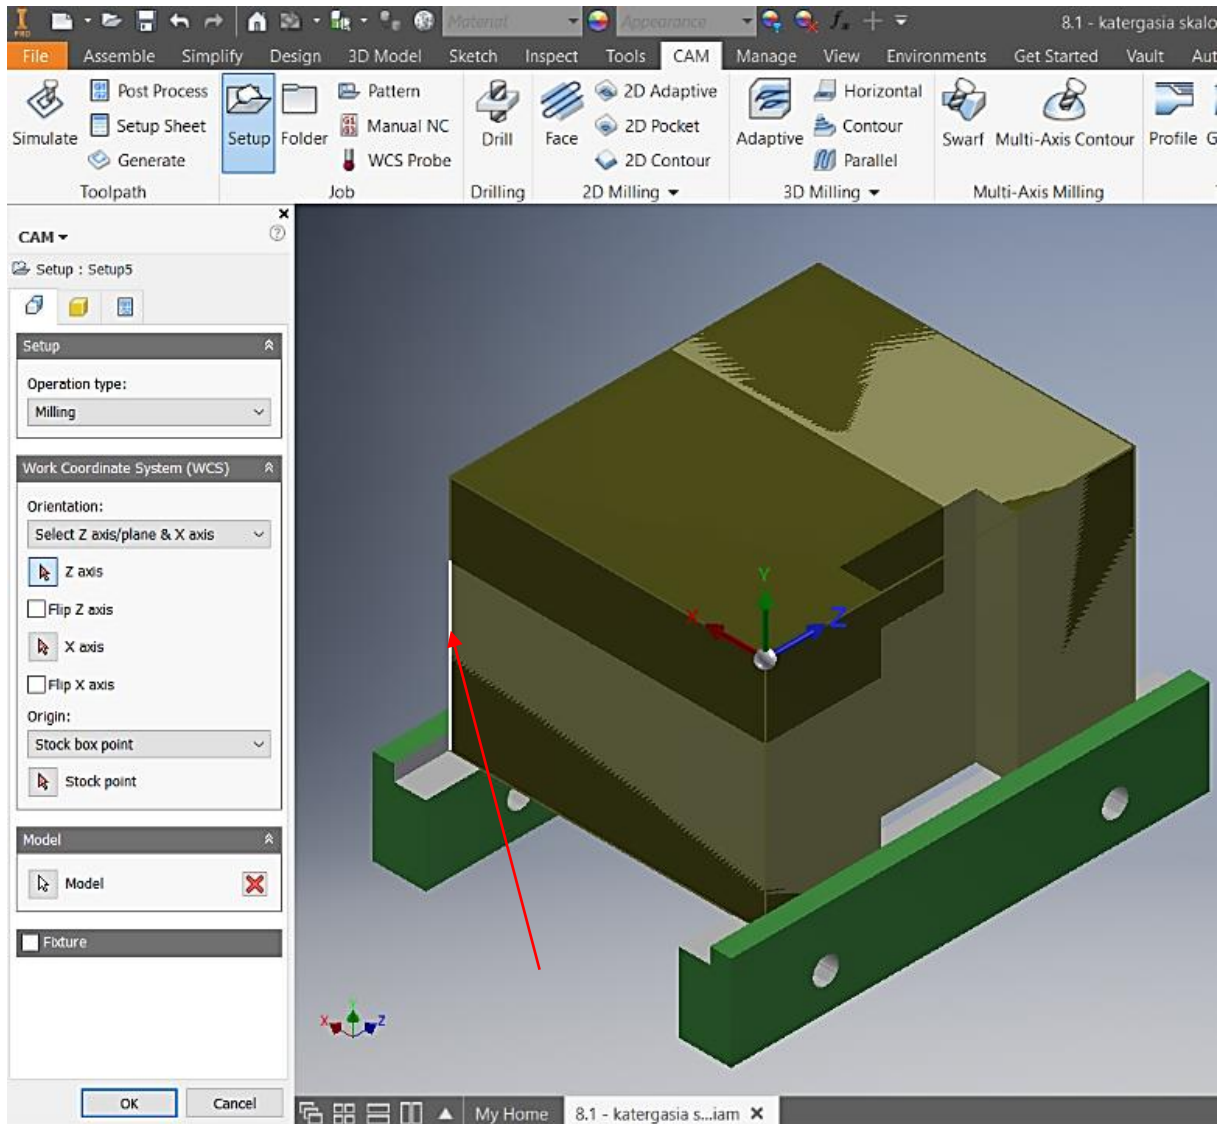 PRO Material Appearance 8.1 - katergasia skalo
File Assemble Simplify Design 3D Model Sketch Inspect Tools CAM Manage View Environments Get Started Vault Aut
Post Process Pattern 2D Adaptive Horizontal
Setup Sheet Manual NC 2D Pocket Contour
Simulate Setup Folder Drill Face Adaptive Swarf Multi-Axis Contour Profile G
Generate WCS Probe 2D Contour Parallel
Toolpath Job Drilling 2D Milling 3D Milling Multi-Axis Milling
CAM
Setup : Setup5
Setup
Operation type:
Milling
Work Coordinate System (WCS)
Orientation:
Select Z axis/plane & X axis
Z axis
Flip Z axis
X axis
Flip X axis
Origin:
Stock box point
Stock point
Model
Model
Fixture
OK Cancel
Y
X Z
Y
X Z
My Home 8.1 - katergasia s...iam